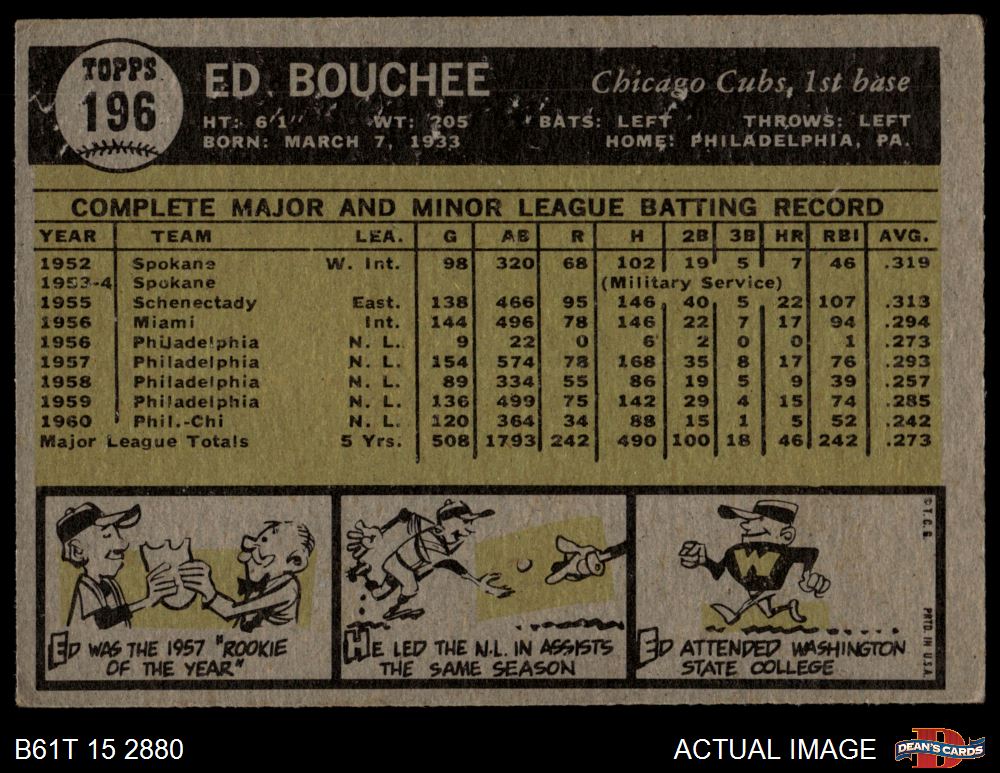 TOPPS
196
ED BOUCHEE
Chicago Cubs, 1st base
HT: 6'1" WT: 205 BATS: LEFT THROWS: LEFT
BORN: MARCH 7, 1933 HOME: PHILADELPHIA, PA.
COMPLETE MAJOR AND MINOR LEAGUE BATTING RECORD
YEAR TEAM LEA. G AB R H 2B 3B HR RBI AVG.
1952 Spokane W. Int. 98 320 68 102 19 5 7 46 .319
1953-4 Spokane (Military Service)
1955 Schenectady East. 138 466 95 146 40 5 22 107 .313
1956 Miami Int. 144 496 78 146 22 7 17 94 .294
1956 Philadelphia N. L. 9 22 0 6 2 0 0 1 .273
1957 Philadelphia N. L. 154 574 78 168 35 8 17 76 .293
1958 Philadelphia N. L. 89 334 55 86 19 5 9 39 .257
1959 Philadelphia N. L. 136 499 75 142 29 4 15 74 .285
1960 Phil.-Chi N. L. 120 364 34 88 15 1 5 52 .242
Major League Totals 5 Yrs. 508 1793 242 490 100 18 46 242 .273
ED WAS THE 1957 "ROOKIE
OF THE YEAR"
HE LED THE N.L. IN ASSISTS
THE SAME SEASON
W
ED ATTENDED WASHINGTON
STATE COLLEGE
© T.C.G.
PRTD IN U.S.A.
B61T 15 2880
ACTUAL IMAGE
D
DEAN'S CARDS